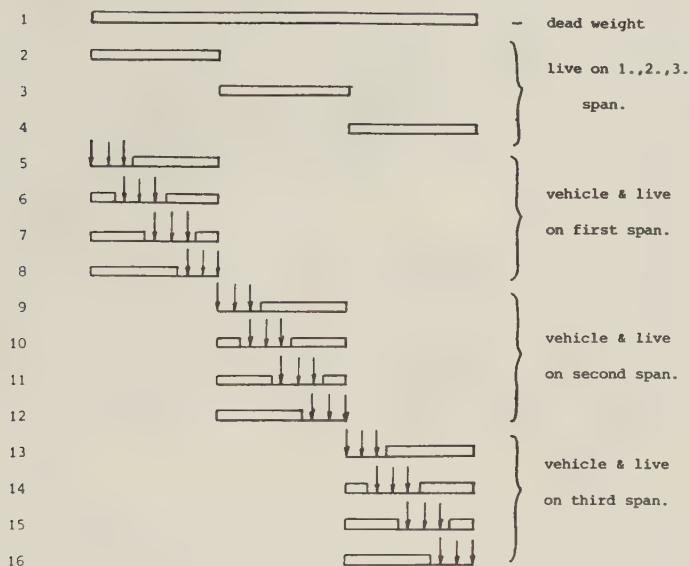 1 – dead weight
2
live on 1.,2.,3.
3
span.
4
5
6 vehicle & live
7 on first span.
8
9
10 vehicle & live
11 on second span.
12
13
vehicle & live
14
on third span.
15
16